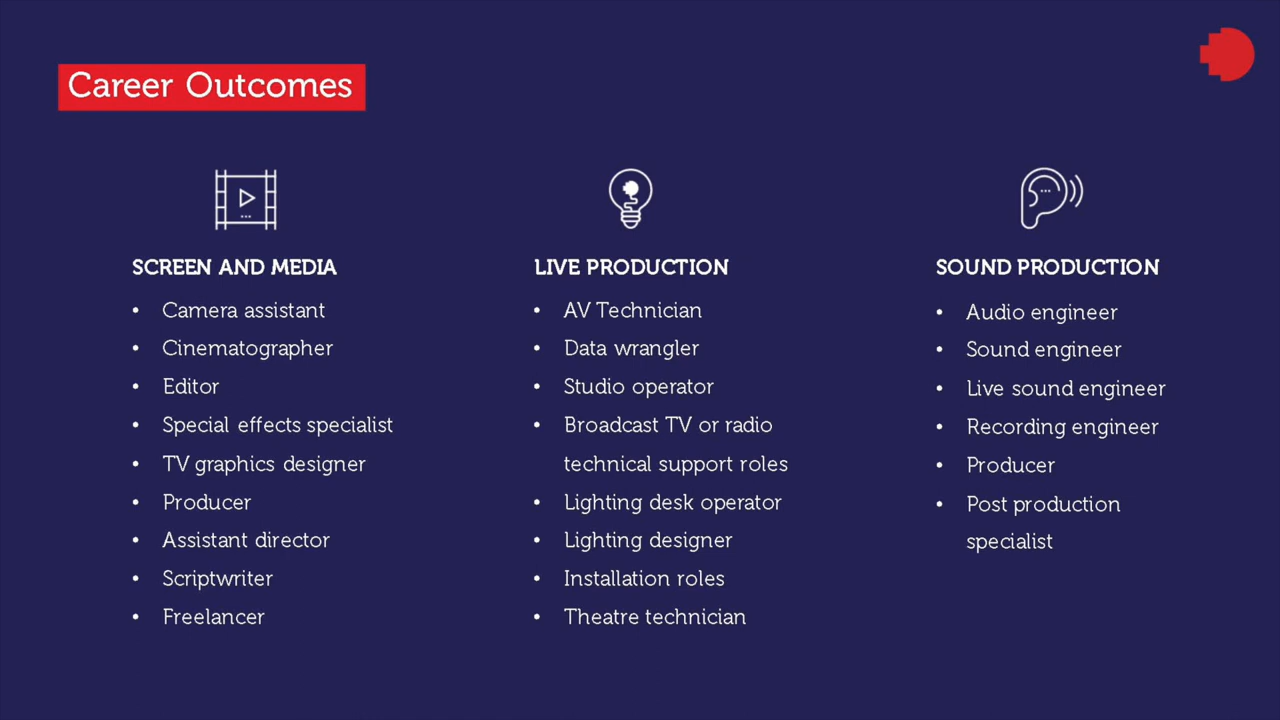 Career Outcomes
SCREEN AND MEDIA
• Camera assistant
• Cinematographer
• Editor
• Special effects specialist
• TV graphics designer
• Producer
• Assistant director
• Scriptwriter
• Freelancer
LIVE PRODUCTION
• AV Technician
• Data wrangler
• Studio operator
• Broadcast TV or radio
technical support roles
• Lighting desk operator
• Lighting designer
• Installation roles
• Theatre technician
SOUND PRODUCTION
• Audio engineer
• Sound engineer
• Live sound engineer
• Recording engineer
• Producer
• Post production
specialist